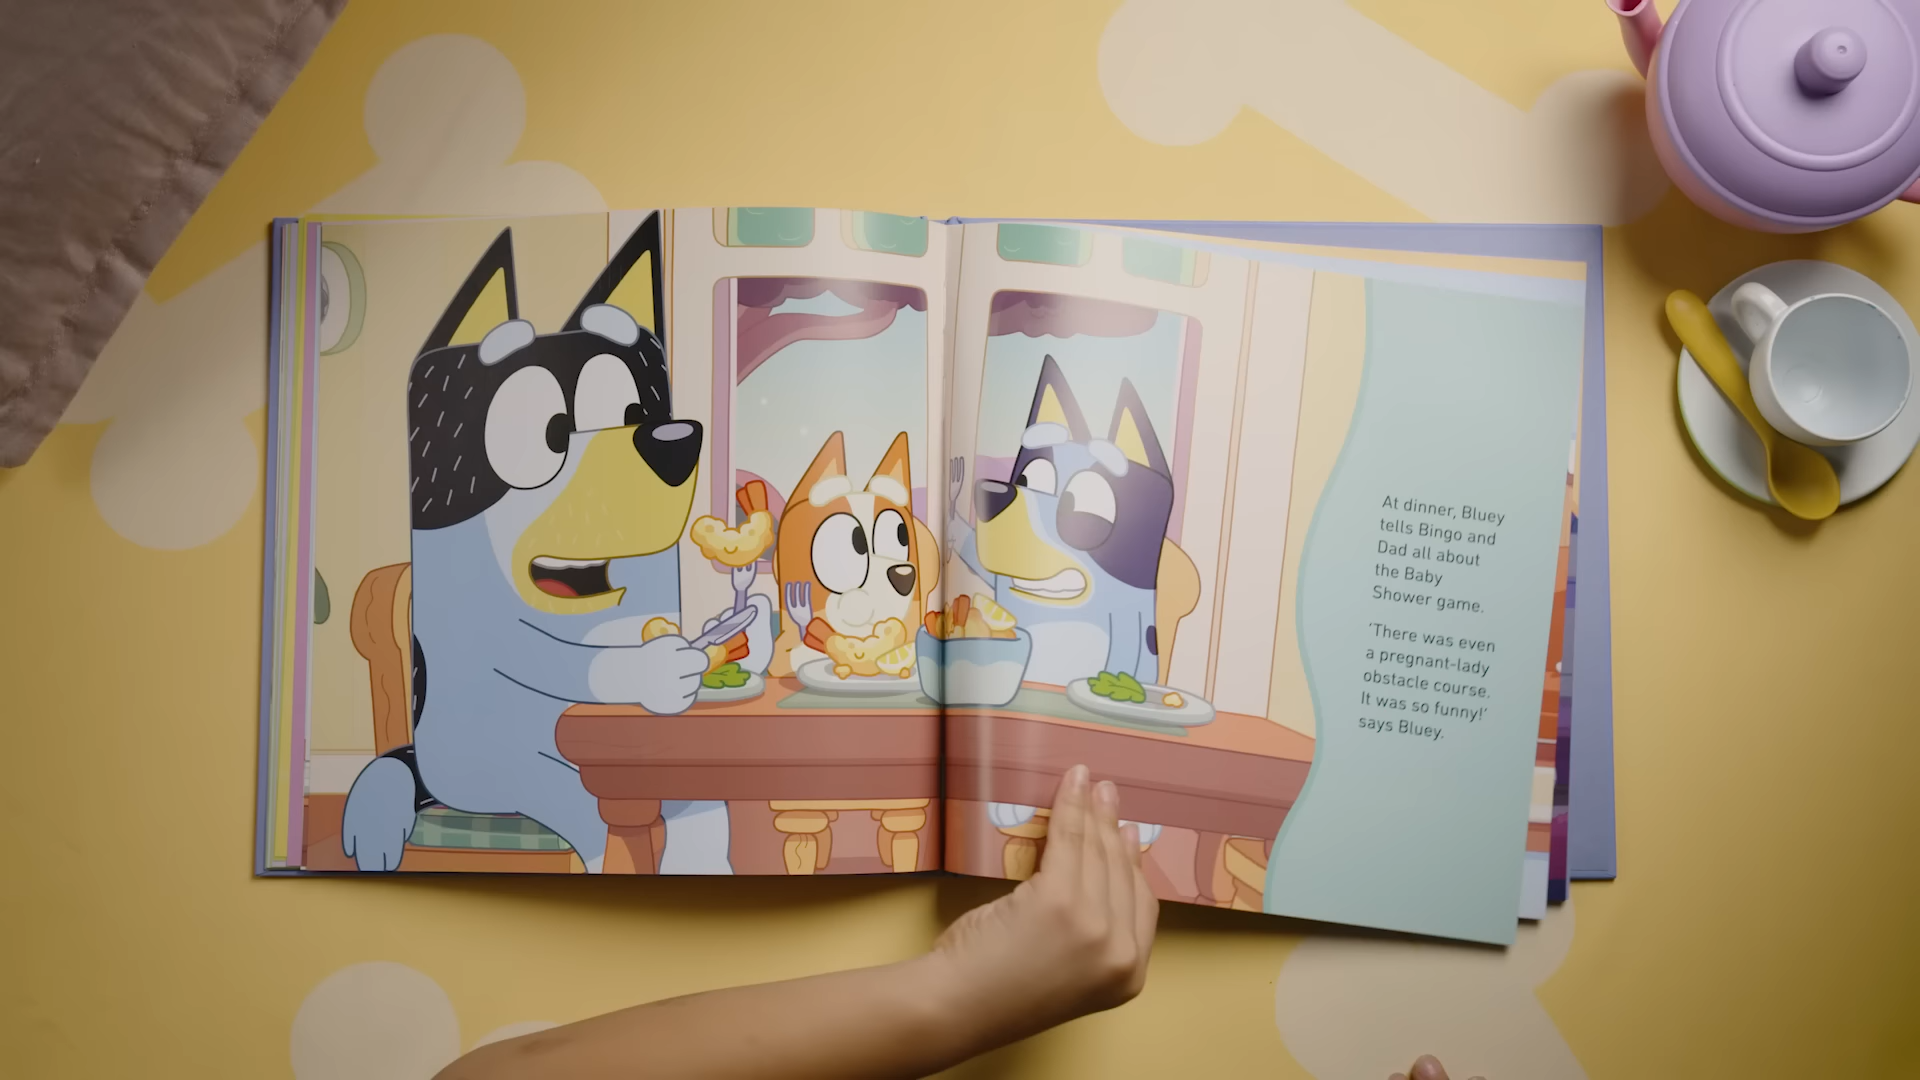 At dinner, Bluey
tells Bingo and
Dad all about
the Baby
Shower game.
‘There was even
a pregnant-lady
obstacle course.
It was so funny!’
says Bluey.